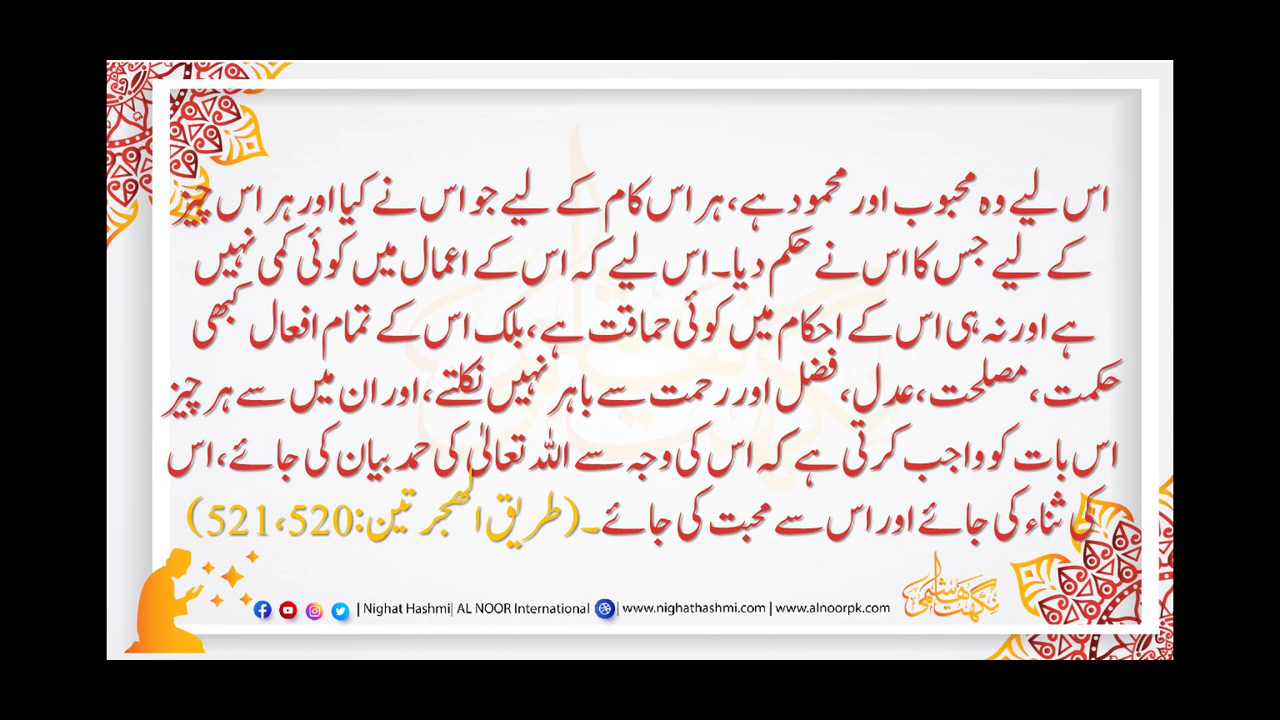 اس لیے وہ محبوب اور محمود ہے، ہر اس کام کے لیے جو اس نے کیا اور ہر اس چیز
کے لیے جس کا اس نے حکم دیا۔ اس لیے کہ اس کے اعمال میں کوئی کمی نہیں
ہے اور نہ ہی اس کے احکام میں کوئی حماقت ہے، بلکہ اس کے تمام افعال کبھی
حکمت، مصلحت، عدل، فضل اور رحمت سے باہر نہیں نکلتے، اور ان میں سے ہر چیز
اس بات کو واجب کرتی ہے کہ اس کی وجہ سے اللہ تعالیٰ کی حمد بیان کی جائے، اس
کی ثناء کی جائے اور اس سے محبت کی جائے۔ (طریق الھجرتین: 520، 521)
| Nighat Hashmi| AL NOOR International | www.nighathashmi.com | www.alnoorpk.com
نگہت ہاشمی